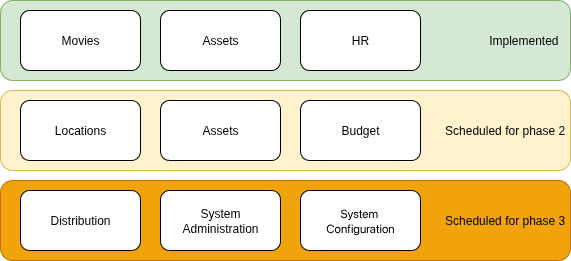 Movies
Assets
HR
Implemented
Locations
Assets
Budget
Scheduled for phase 2
Distribution
System
Administration
System
Configuration
Scheduled for phase 3